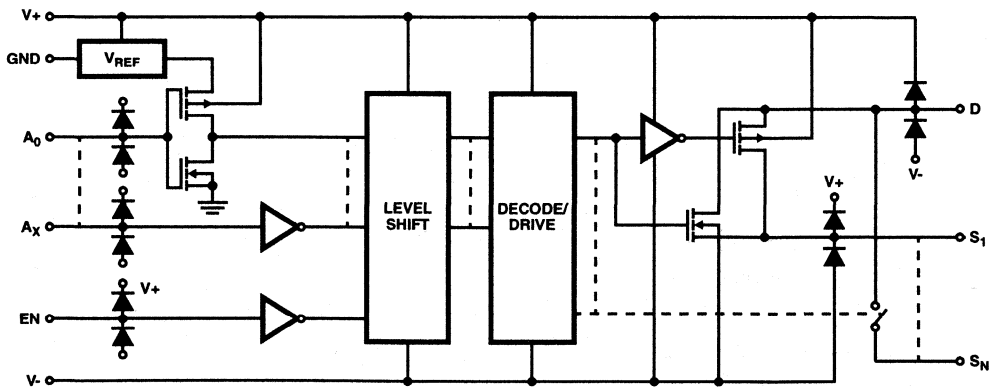 V+
GND
VREF
A0
AX
V+
EN
V-
LEVEL
SHIFT
DECODE/
DRIVE
D
V-
V+
S1
SN